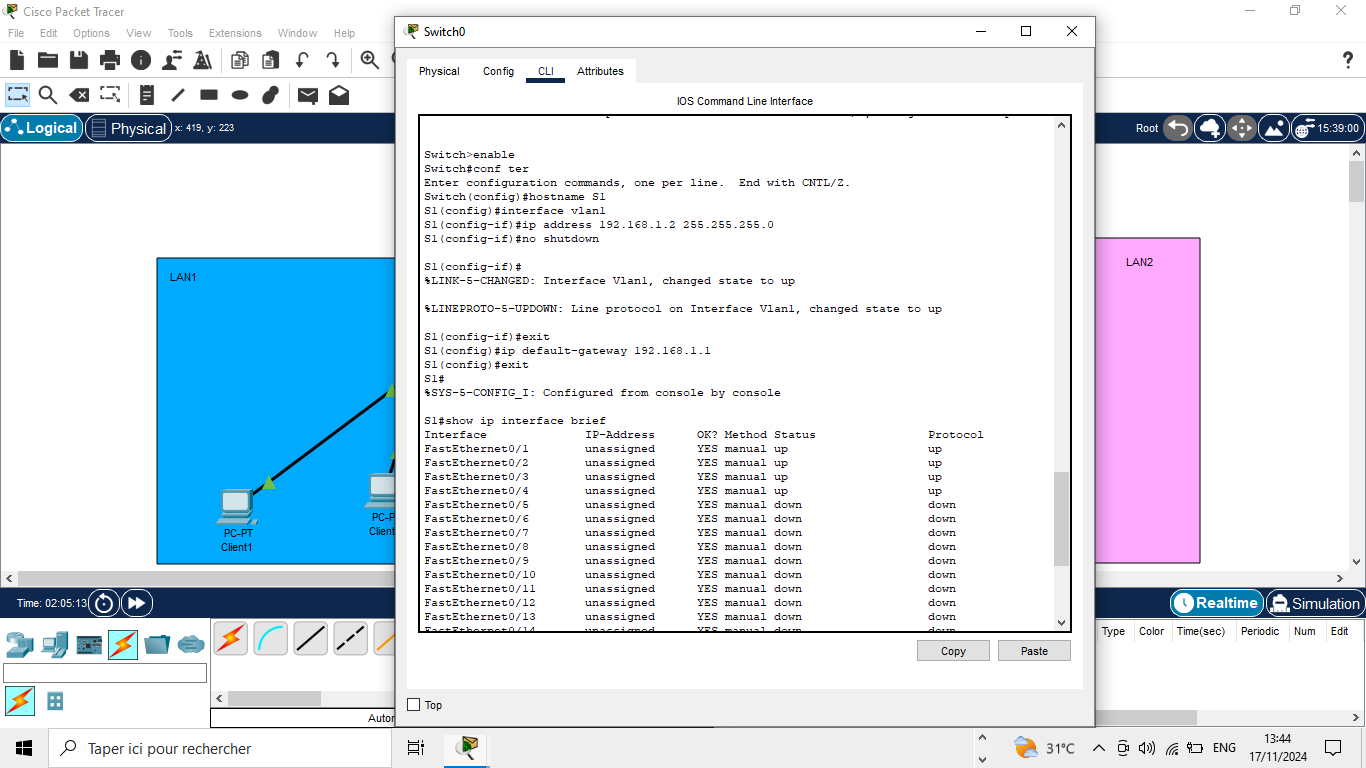 Cisco Packet Tracer
Switch0
File Edit Options View Tools Extensions Window Help
Physical Config CLI Attributes
IOS Command Line Interface
Logical Physical x: 419, y: 223
Root 15:39:00
Switch>enable
Switch#conf ter
Enter configuration commands, one per line.  End with CNTL/Z.
Switch(config)#hostname S1
S1(config)#interface vlan1
S1(config-if)#ip address 192.168.1.2 255.255.255.0
S1(config-if)#no shutdown
S1(config-if)#
%LINK-5-CHANGED: Interface Vlan1, changed state to up
%LINEPROTO-5-UPDOWN: Line protocol on Interface Vlan1, changed state to up
S1(config-if)#exit
S1(config)#ip default-gateway 192.168.1.1
S1(config)#exit
S1#
%SYS-5-CONFIG_I: Configured from console by console
S1#show ip interface brief
Interface IP-Address OK? Method Status Protocol
FastEthernet0/1 unassigned YES manual up up
FastEthernet0/2 unassigned YES manual up up
FastEthernet0/3 unassigned YES manual up up
FastEthernet0/4 unassigned YES manual up up
FastEthernet0/5 unassigned YES manual down down
FastEthernet0/6 unassigned YES manual down down
FastEthernet0/7 unassigned YES manual down down
FastEthernet0/8 unassigned YES manual down down
FastEthernet0/9 unassigned YES manual down down
FastEthernet0/10 unassigned YES manual down down
FastEthernet0/11 unassigned YES manual down down
FastEthernet0/12 unassigned YES manual down down
FastEthernet0/13 unassigned YES manual down down
FastEthernet0/14 unassigned YES manual down down
Copy Paste
Top
LAN1
PC-PT
Client1
PC-P
Client
LAN2
Time: 02:05:13
Realtime Simulation
Type Color Time(sec) Periodic Num Edit
Autor
Taper ici pour rechercher
31°C
ENG
13:44
17/11/2024